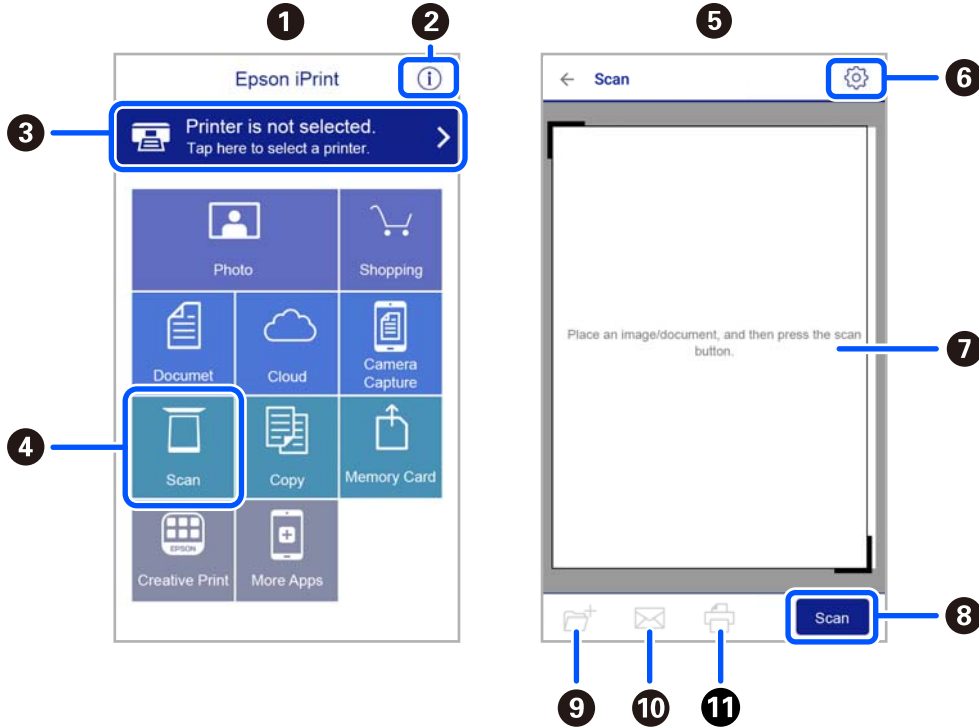 1
2
5
Epson iPrint
Scan
6
3
Printer is not selected.
Tap here to select a printer.
Photo
Shopping
Place an image/document, and then press the scan
button.
7
Documet
Cloud
Camera
Capture
4
Scan
Copy
Memory Card
EPSON
Creative Print
More Apps
Scan
8
9
10
11